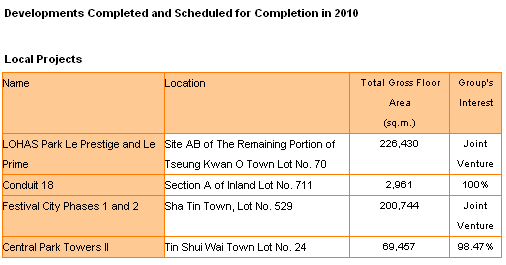 Developments Completed and Scheduled for Completion in 2010
Local Projects
Name Location Total Gross Floor Group's
Area Interest
(sq.m.)
LOHAS Park Le Prestige and Le Site AB of The Remaining Portion of 226,430 Joint
Prime Tseung Kwan O Town Lot No. 70 Venture
Conduit 18 Section A of Inland Lot No. 711 2,961 100%
Festival City Phases 1 and 2 Sha Tin Town, Lot No. 529 200,744 Joint
Venture
Central Park Towers II Tin Shui Wai Town Lot No. 24 69,457 98.47%